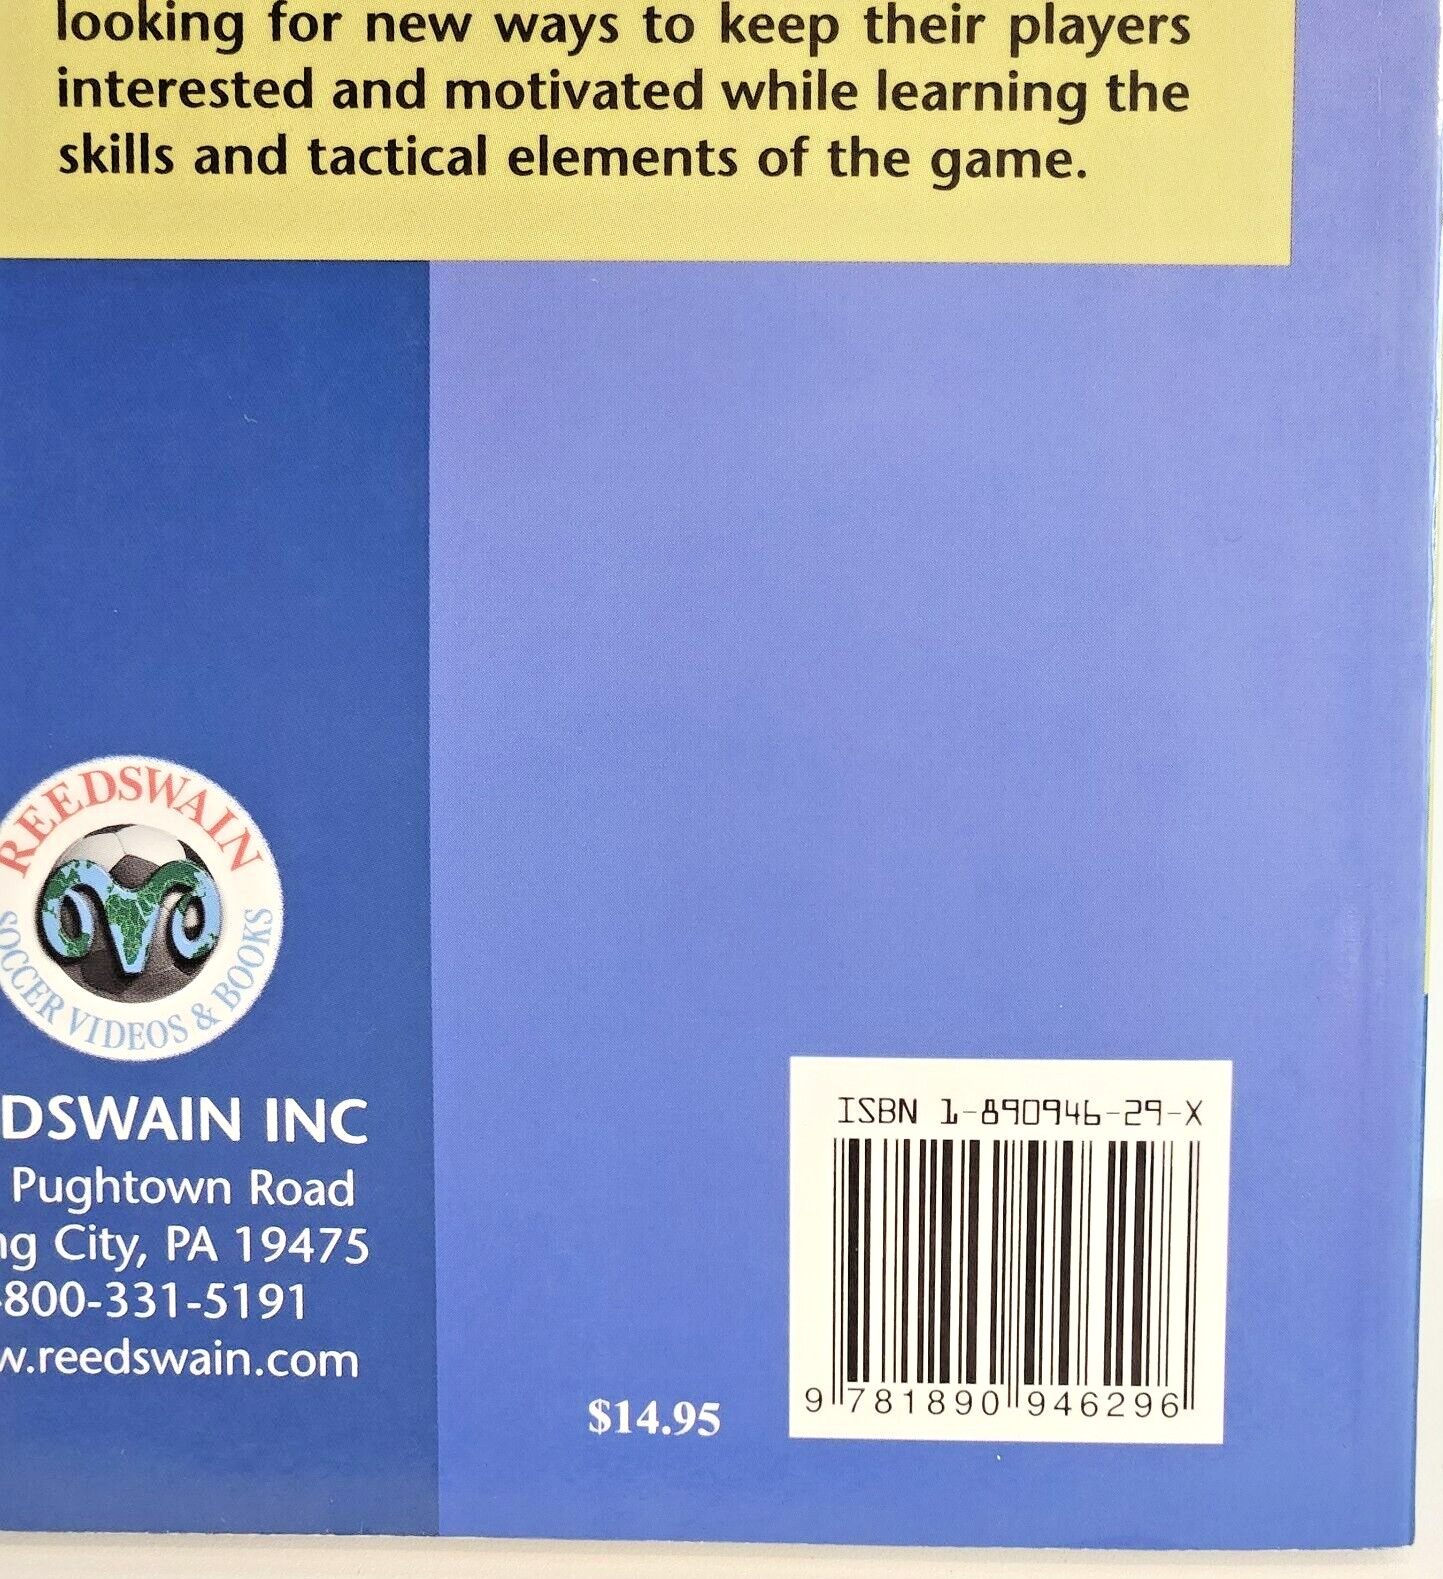 looking for new ways to keep their players
interested and motivated while learning the
skills and tactical elements of the game.
REEDSWAIN
SOCCER VIDEOS & BOOKS
DSWAIN INC
Pughtown Road
ng City, PA 19475
-800-331-5191
w.reedswain.com
$14.95
ISBN 1-890946-29-X
9 781890 946296